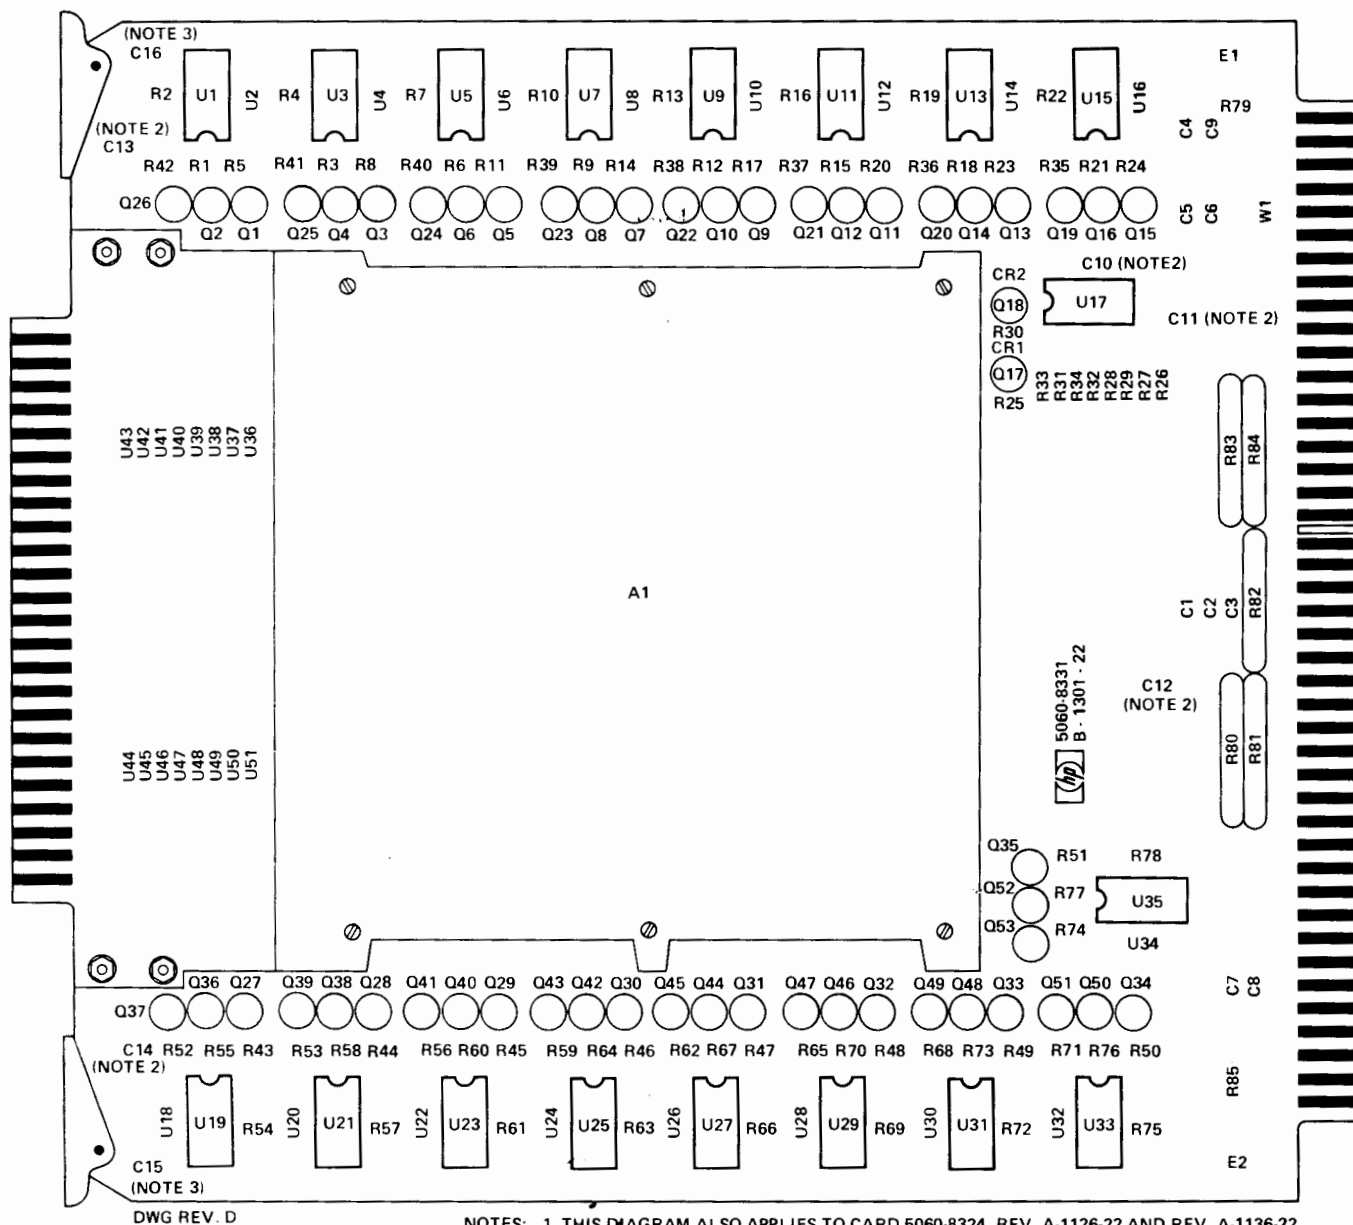 (NOTE 3)
C16
E1
R2 U1 U2 R4 U3 U4 R7 U5 U6 R10 U7 U8 R13 U9 U10 R16 U11 U12 R19 U13 U14 R22 U15 U16
R79
(NOTE 2)
C13
C4 C9
R42 R1 R5 R41 R3 R8 R40 R6 R11 R39 R9 R14 R38 R12 R17 R37 R15 R20 R36 R18 R23 R35 R21 R24
Q26
C5 C6 W1
Q2 Q1 Q25 Q4 Q3 Q24 Q6 Q5 Q23 Q8 Q7 Q22 Q10 Q9 Q21 Q12 Q11 Q20 Q14 Q13 Q19 Q16 Q15
C10 (NOTE2)
CR2
Q18 U17
C11 (NOTE 2)
R30
CR1
Q17
R33 R31 R34 R32 R28 R29 R27 R26
R25
U43 U42 U41 U40 U39 U38 U37 U36
R83 R84
A1
C1 C2 C3 R82
5060-8331
B - 1301 - 22
C12
(NOTE 2)
U44 U45 U46 U47 U48 U49 U50 U51
R80 R81
hp
Q35 R51 R78
Q52 R77 U35
Q53 R74
U34
Q36 Q27 Q39 Q38 Q28 Q41 Q40 Q29 Q43 Q42 Q30 Q45 Q44 Q31 Q47 Q46 Q32 Q49 Q48 Q33 Q51 Q50 Q34
C7 C8
Q37
C14 R52 R55 R43 R53 R58 R44 R56 R60 R45 R59 R64 R46 R62 R67 R47 R65 R70 R48 R68 R73 R49 R71 R76 R50
(NOTE 2)
R85
U18 U19 R54 U20 U21 R57 U22 U23 R61 U24 U25 R63 U26 U27 R66 U28 U29 R69 U30 U31 R72 U32 U33 R75
C15
E2
(NOTE 3)
DWG REV. D
NOTES: 1. THIS DIAGRAM ALSO APPLIES TO CARD 5060-8324, REV. A-1126-22 AND REV. A-1136-22